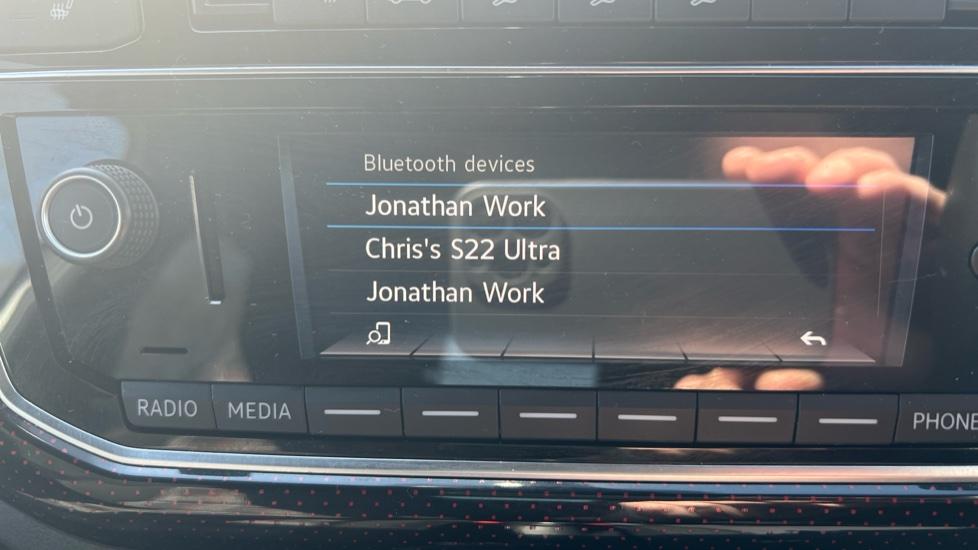 Bluetooth devices
Jonathan Work
Chris's S22 Ultra
Jonathan Work
RADIO MEDIA PHONE